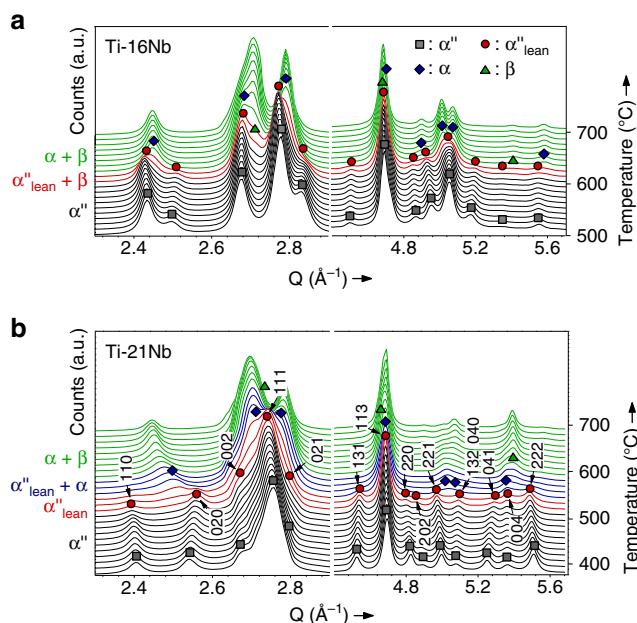 a
Ti-16Nb
: α"
: α"lean
: α
: β
Counts (a.u.)
α + β
α"lean + β
α"
700
600
500
Temperature (°C)
2.4
2.6
2.8
4.8
5.2
5.6
Q (Å⁻¹)
b
Ti-21Nb
Counts (a.u.)
α + β
α"lean + α
α"lean
α"
110
020
002
111
021
113
131
220
202
221
132
040
041
004
222
700
600
500
400
Temperature (°C)
2.4
2.6
2.8
4.8
5.2
5.6
Q (Å⁻¹)